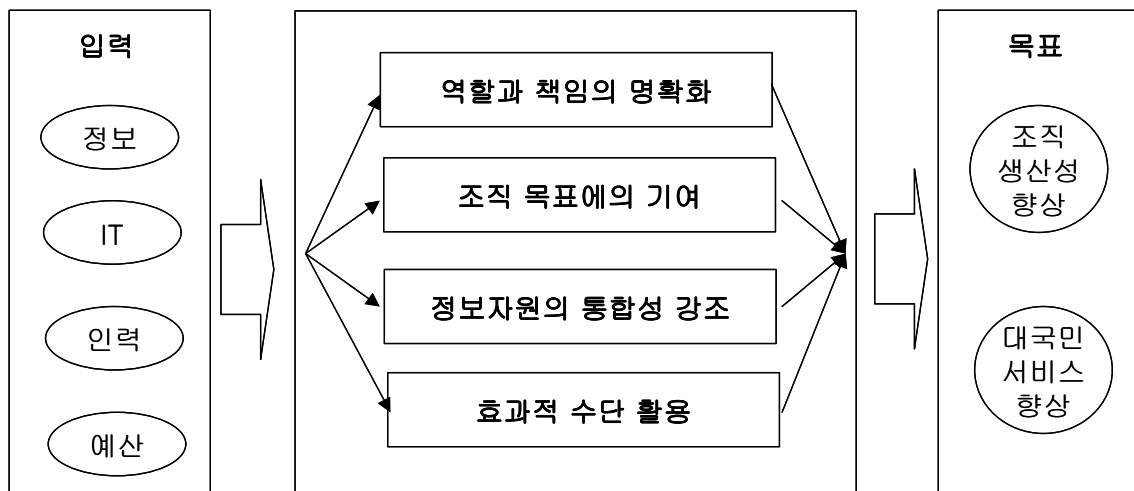 입력
정보
IT
인력
예산
역할과 책임의 명확화
조직 목표에의 기여
정보자원의 통합성 강조
효과적 수단 활용
목표
조직
생산성
향상
대국민
서비스
향상